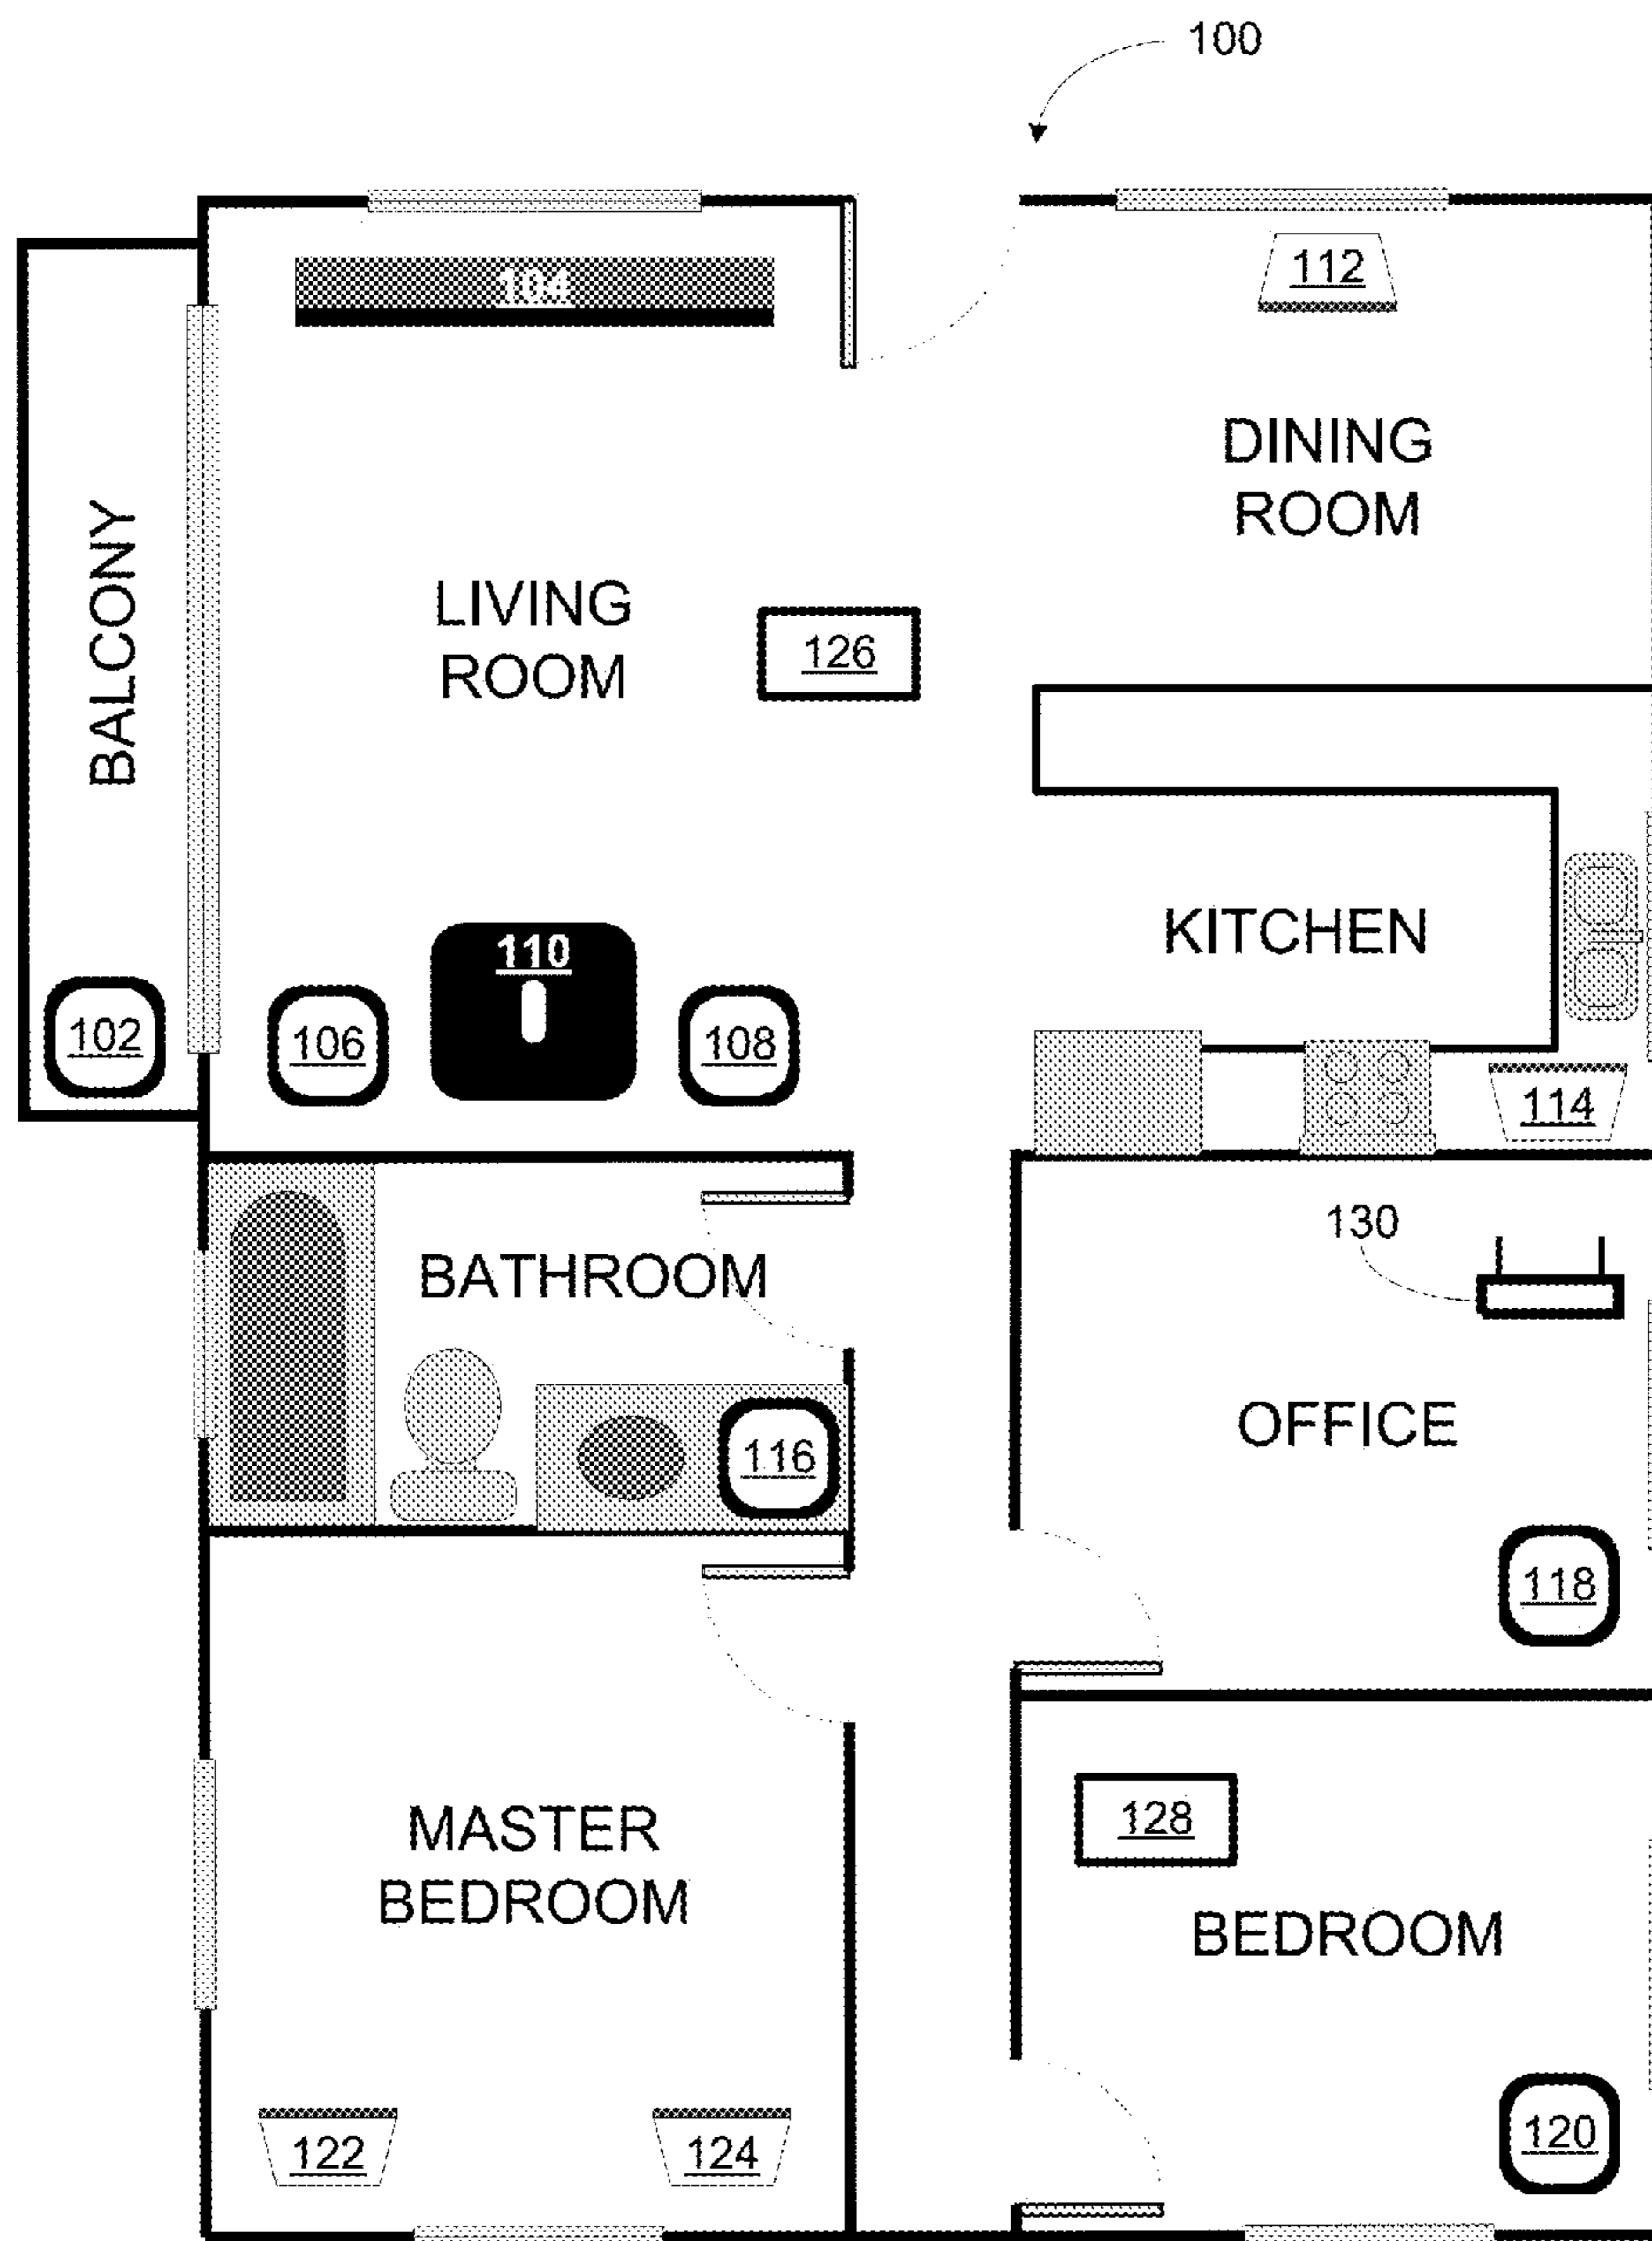 100
104
112
DINING
ROOM
BALCONY
LIVING
ROOM
126
110
KITCHEN
102
106
108
114
130
BATHROOM
OFFICE
116
118
128
MASTER
BEDROOM
BEDROOM
122
124
120